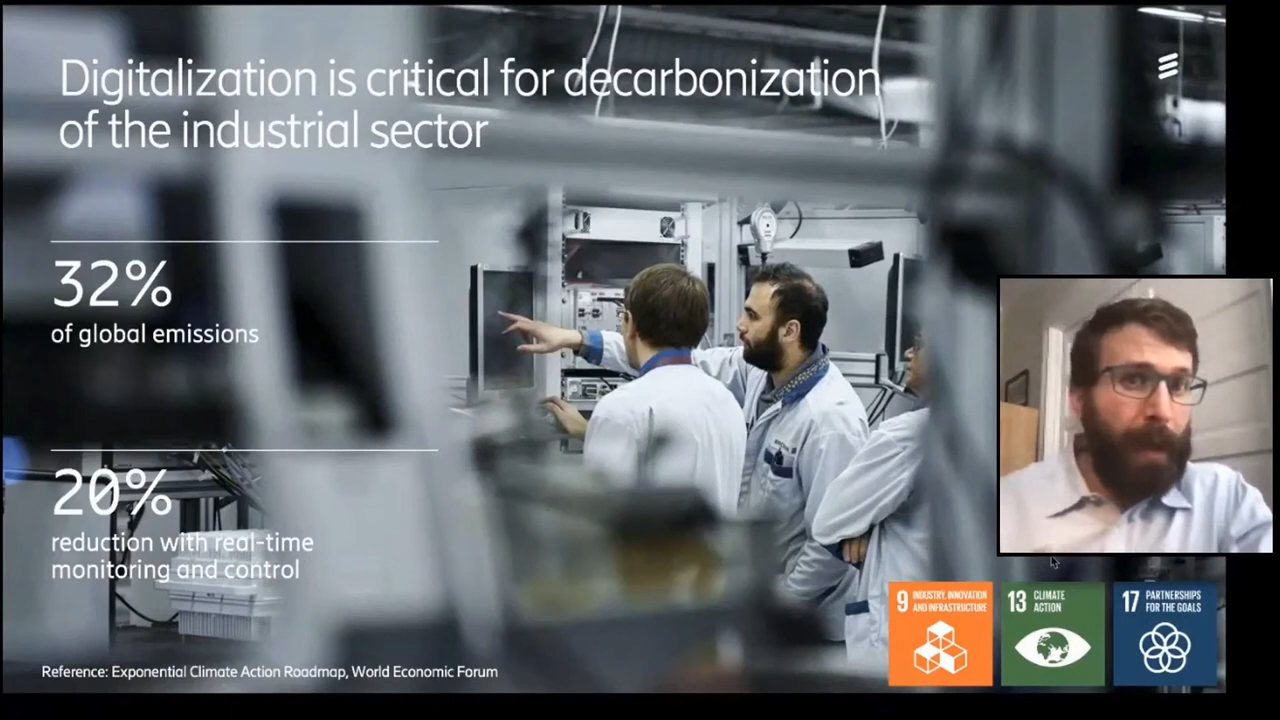 Digitalization is critical for decarbonization
of the industrial sector
32%
of global emissions
20%
reduction with real-time
monitoring and control
Reference: Exponential Climate Action Roadmap, World Economic Forum
9 INDUSTRY, INNOVATION
AND INFRASTRUCTURE
13 CLIMATE
ACTION
17 PARTNERSHIPS
FOR THE GOALS